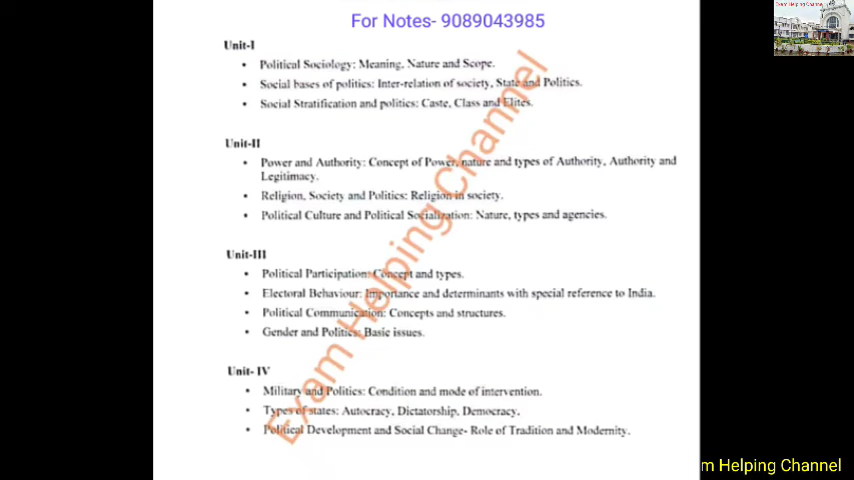 For Notes- 9089043985
Exam Helping Channel
Unit-I
• Political Sociology: Meaning, Nature and Scope.
• Social bases of politics: Inter-relation of society, State and Politics.
• Social Stratification and politics: Caste, Class and Elites.
Unit-II
• Power and Authority: Concept of Power, nature and types of Authority, Authority and
Legitimacy.
• Religion, Society and Politics: Religion in society.
• Political Culture and Political Socialization: Nature, types and agencies.
Unit-III
• Political Participation: Concept and types.
• Electoral Behaviour: Importance and determinants with special reference to India.
• Political Communication: Concepts and structures.
• Gender and Politics: Basic issues.
Unit- IV
• Military and Politics: Condition and mode of intervention.
• Types of states: Autocracy, Dictatorship, Democracy.
• Political Development and Social Change- Role of Tradition and Modernity.
Exam Helping Channel
m Helping Channel